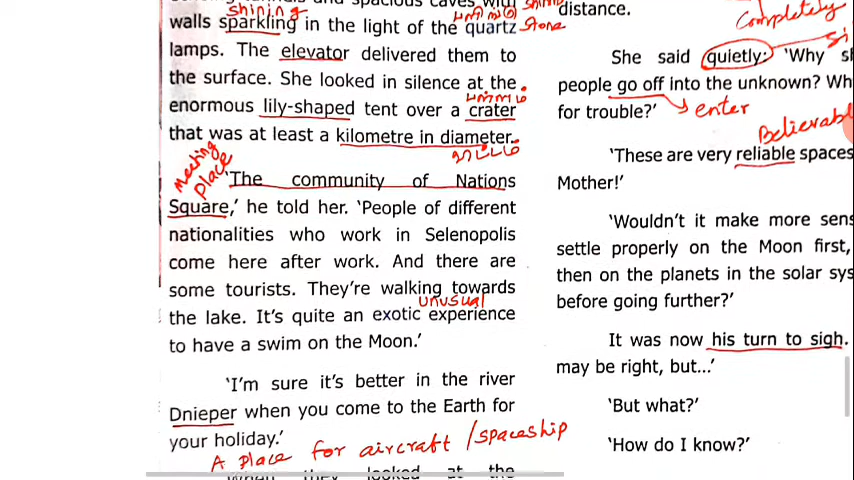 walls sparkling in the light of the quartz
shining
stone
lamps. The elevator delivered them to
the surface. She looked in silence at the
பள்ளம்
enormous lily-shaped tent over a crater
that was at least a kilometre in diameter.
விட்டம்
meeting
place
'The community of Nations
Square,' he told her. 'People of different
nationalities who work in Selenopolis
come here after work. And there are
some tourists. They're walking towards
unusual
the lake. It's quite an exotic experience
to have a swim on the Moon.'
'I'm sure it's better in the river
Dnieper when you come to the Earth for
your holiday.'
A place for aircraft / spaceship
distance.
completely
She said quietly: 'Why
people go off into the unknown? Wh
for trouble?'
enter
Believabl
'These are very reliable spaces
Mother!'
'Wouldn't it make more sens
settle properly on the Moon first,
then on the planets in the solar sys
before going further?'
It was now his turn to sigh.
may be right, but...'
'But what?'
'How do I know?'